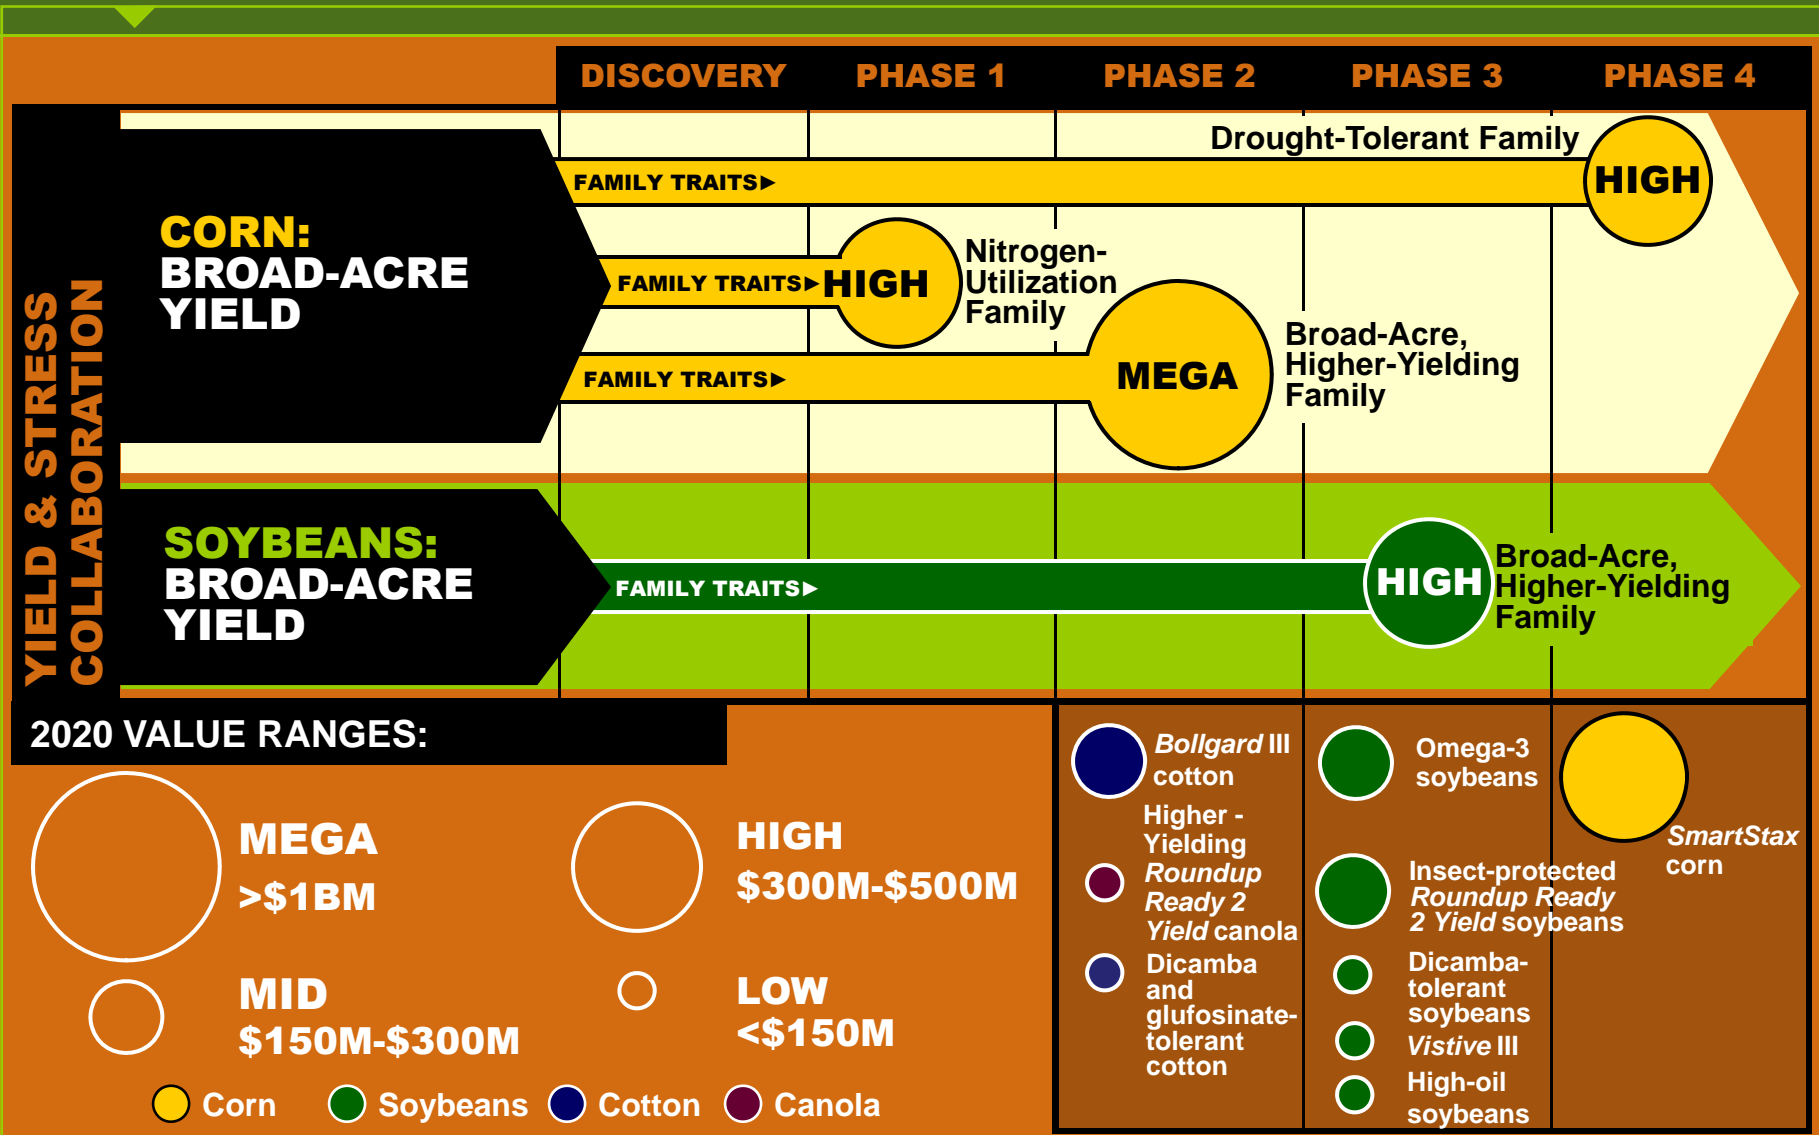 DISCOVERY PHASE 1 PHASE 2 PHASE 3 PHASE 4
YIELD & STRESS
COLLABORATION
CORN:
BROAD-ACRE
YIELD
Drought-Tolerant Family
FAMILY TRAITS►
HIGH
FAMILY TRAITS►
HIGH
Nitrogen-
Utilization
Family
FAMILY TRAITS►
MEGA
Broad-Acre,
Higher-Yielding
Family
SOYBEANS:
BROAD-ACRE
YIELD
FAMILY TRAITS►
HIGH
Broad-Acre,
Higher-Yielding
Family
2020 VALUE RANGES:
MEGA
>$1BM
HIGH
$300M-$500M
MID
$150M-$300M
LOW
<$150M
Corn Soybeans Cotton Canola
Bollgard III
cotton
Higher -
Yielding
Roundup
Ready 2
Yield canola
Dicamba
and
glufosinate-
tolerant
cotton
Omega-3
soybeans
Insect-protected
Roundup Ready
2 Yield soybeans
Dicamba-
tolerant
soybeans
Vistive III
High-oil
soybeans
SmartStax
corn